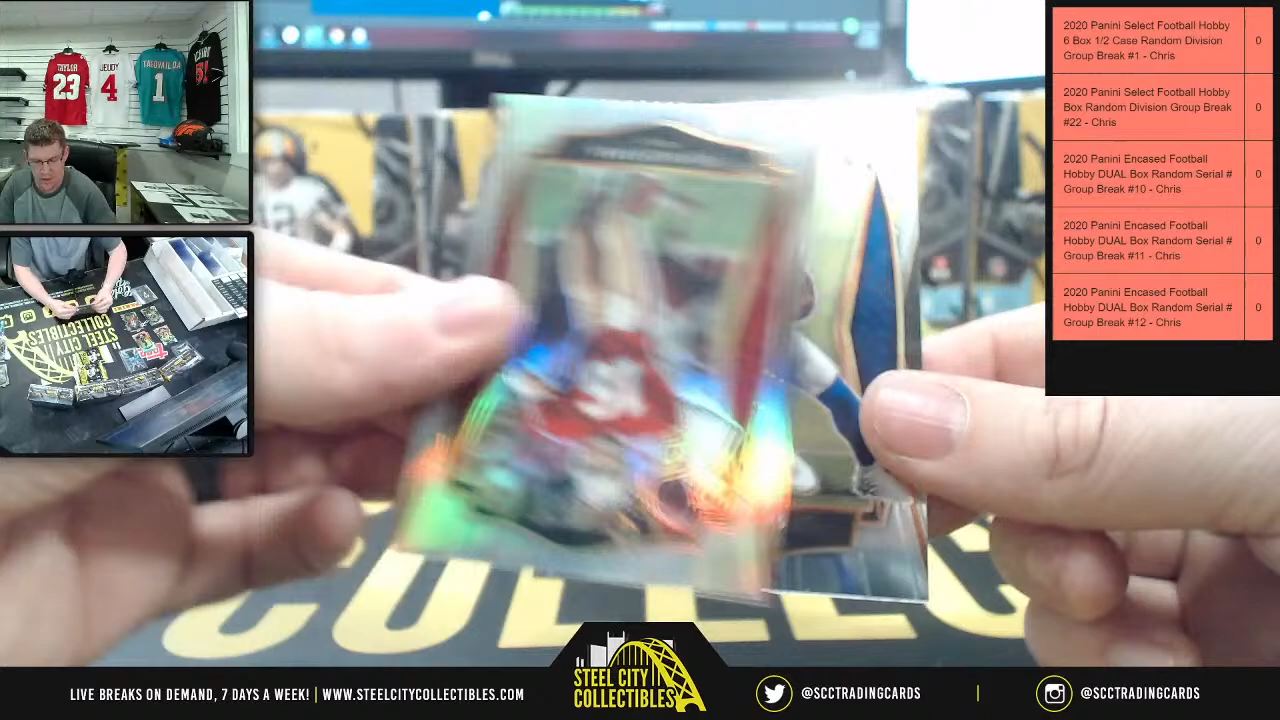 TAYLOR
23
JEUDY
4
TAGOVAILOA
1
2020 Panini Select Football Hobby
6 Box 1/2 Case Random Division
Group Break #1 - Chris
0
2020 Panini Select Football Hobby
Box Random Division Group Break
#22 - Chris
0
2020 Panini Encased Football
Hobby DUAL Box Random Serial #
Group Break #10 - Chris
0
2020 Panini Encased Football
Hobby DUAL Box Random Serial #
Group Break #11 - Chris
0
2020 Panini Encased Football
Hobby DUAL Box Random Serial #
Group Break #12 - Chris
0
STEEL CITY
COLLECTIBLES
COLLEC
LIVE BREAKS ON DEMAND, 7 DAYS A WEEK! | WWW.STEELCITYCOLLECTIBLES.COM
STEEL CITY
COLLECTIBLES
@SCCTRADINGCARDS
@SCCTRADINGCARDS